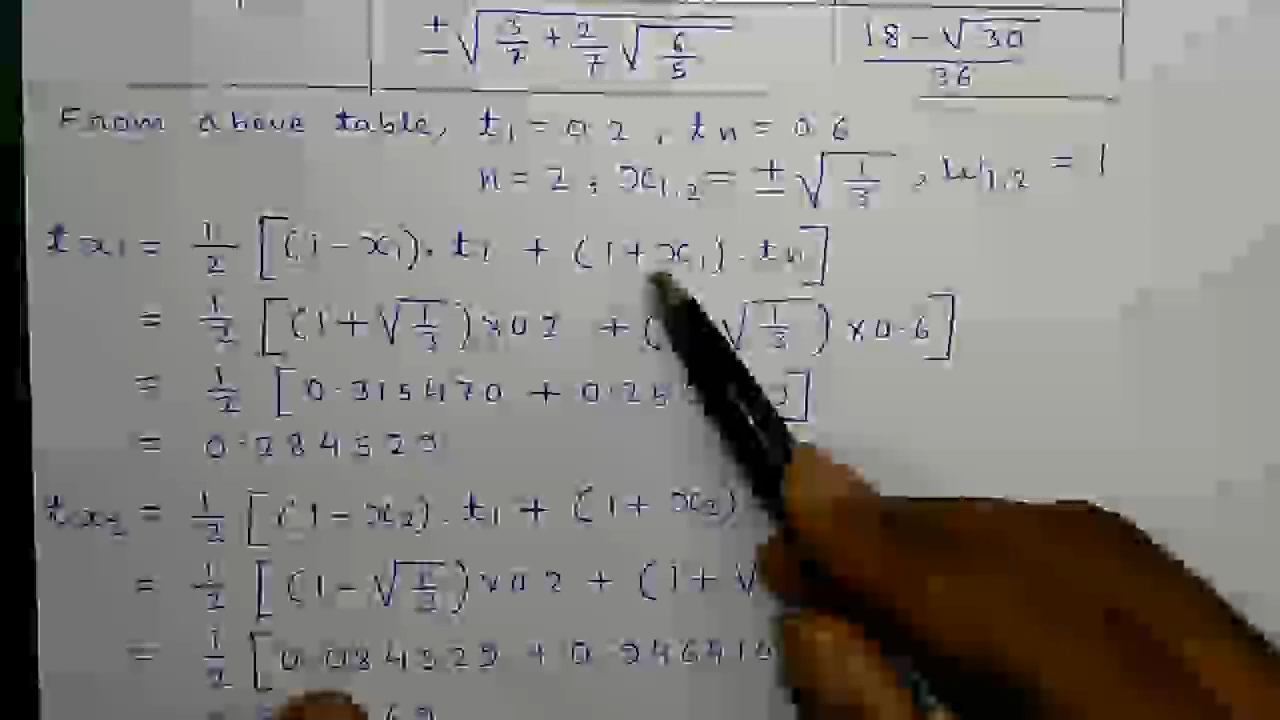 ± √(3/7 + 2/7 √(6/5)) (18 - √30)/36
From above table, t1 = 0.2, tn = 0.6
n = 2, x1,2 = ± √(1/3), w1,2 = 1
tx1 = 1/2 [(1 - x1). t1 + (1 + x1). tn]
= 1/2 [(1 + √(1/3)) × 0.2 + ( √(1/3)) × 0.6]
= 1/2 [0.315470 + 0.25 ]
= 0.284529
tx2 = 1/2 [(1 - x2). t1 + (1 + x2)
= 1/2 [(1 - √(1/3)) × 0.2 + (1 + √
= 1/2 [0.084529 + 0.946410
69